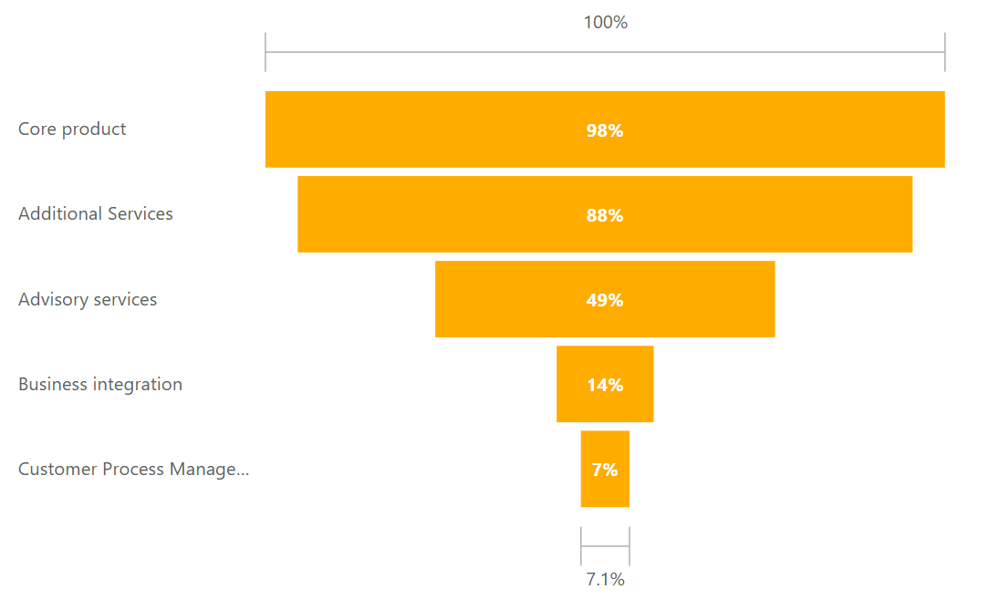 100%
Core product
98%
Additional Services
88%
Advisory services
49%
Business integration
14%
Customer Process Manage...
7%
7.1%